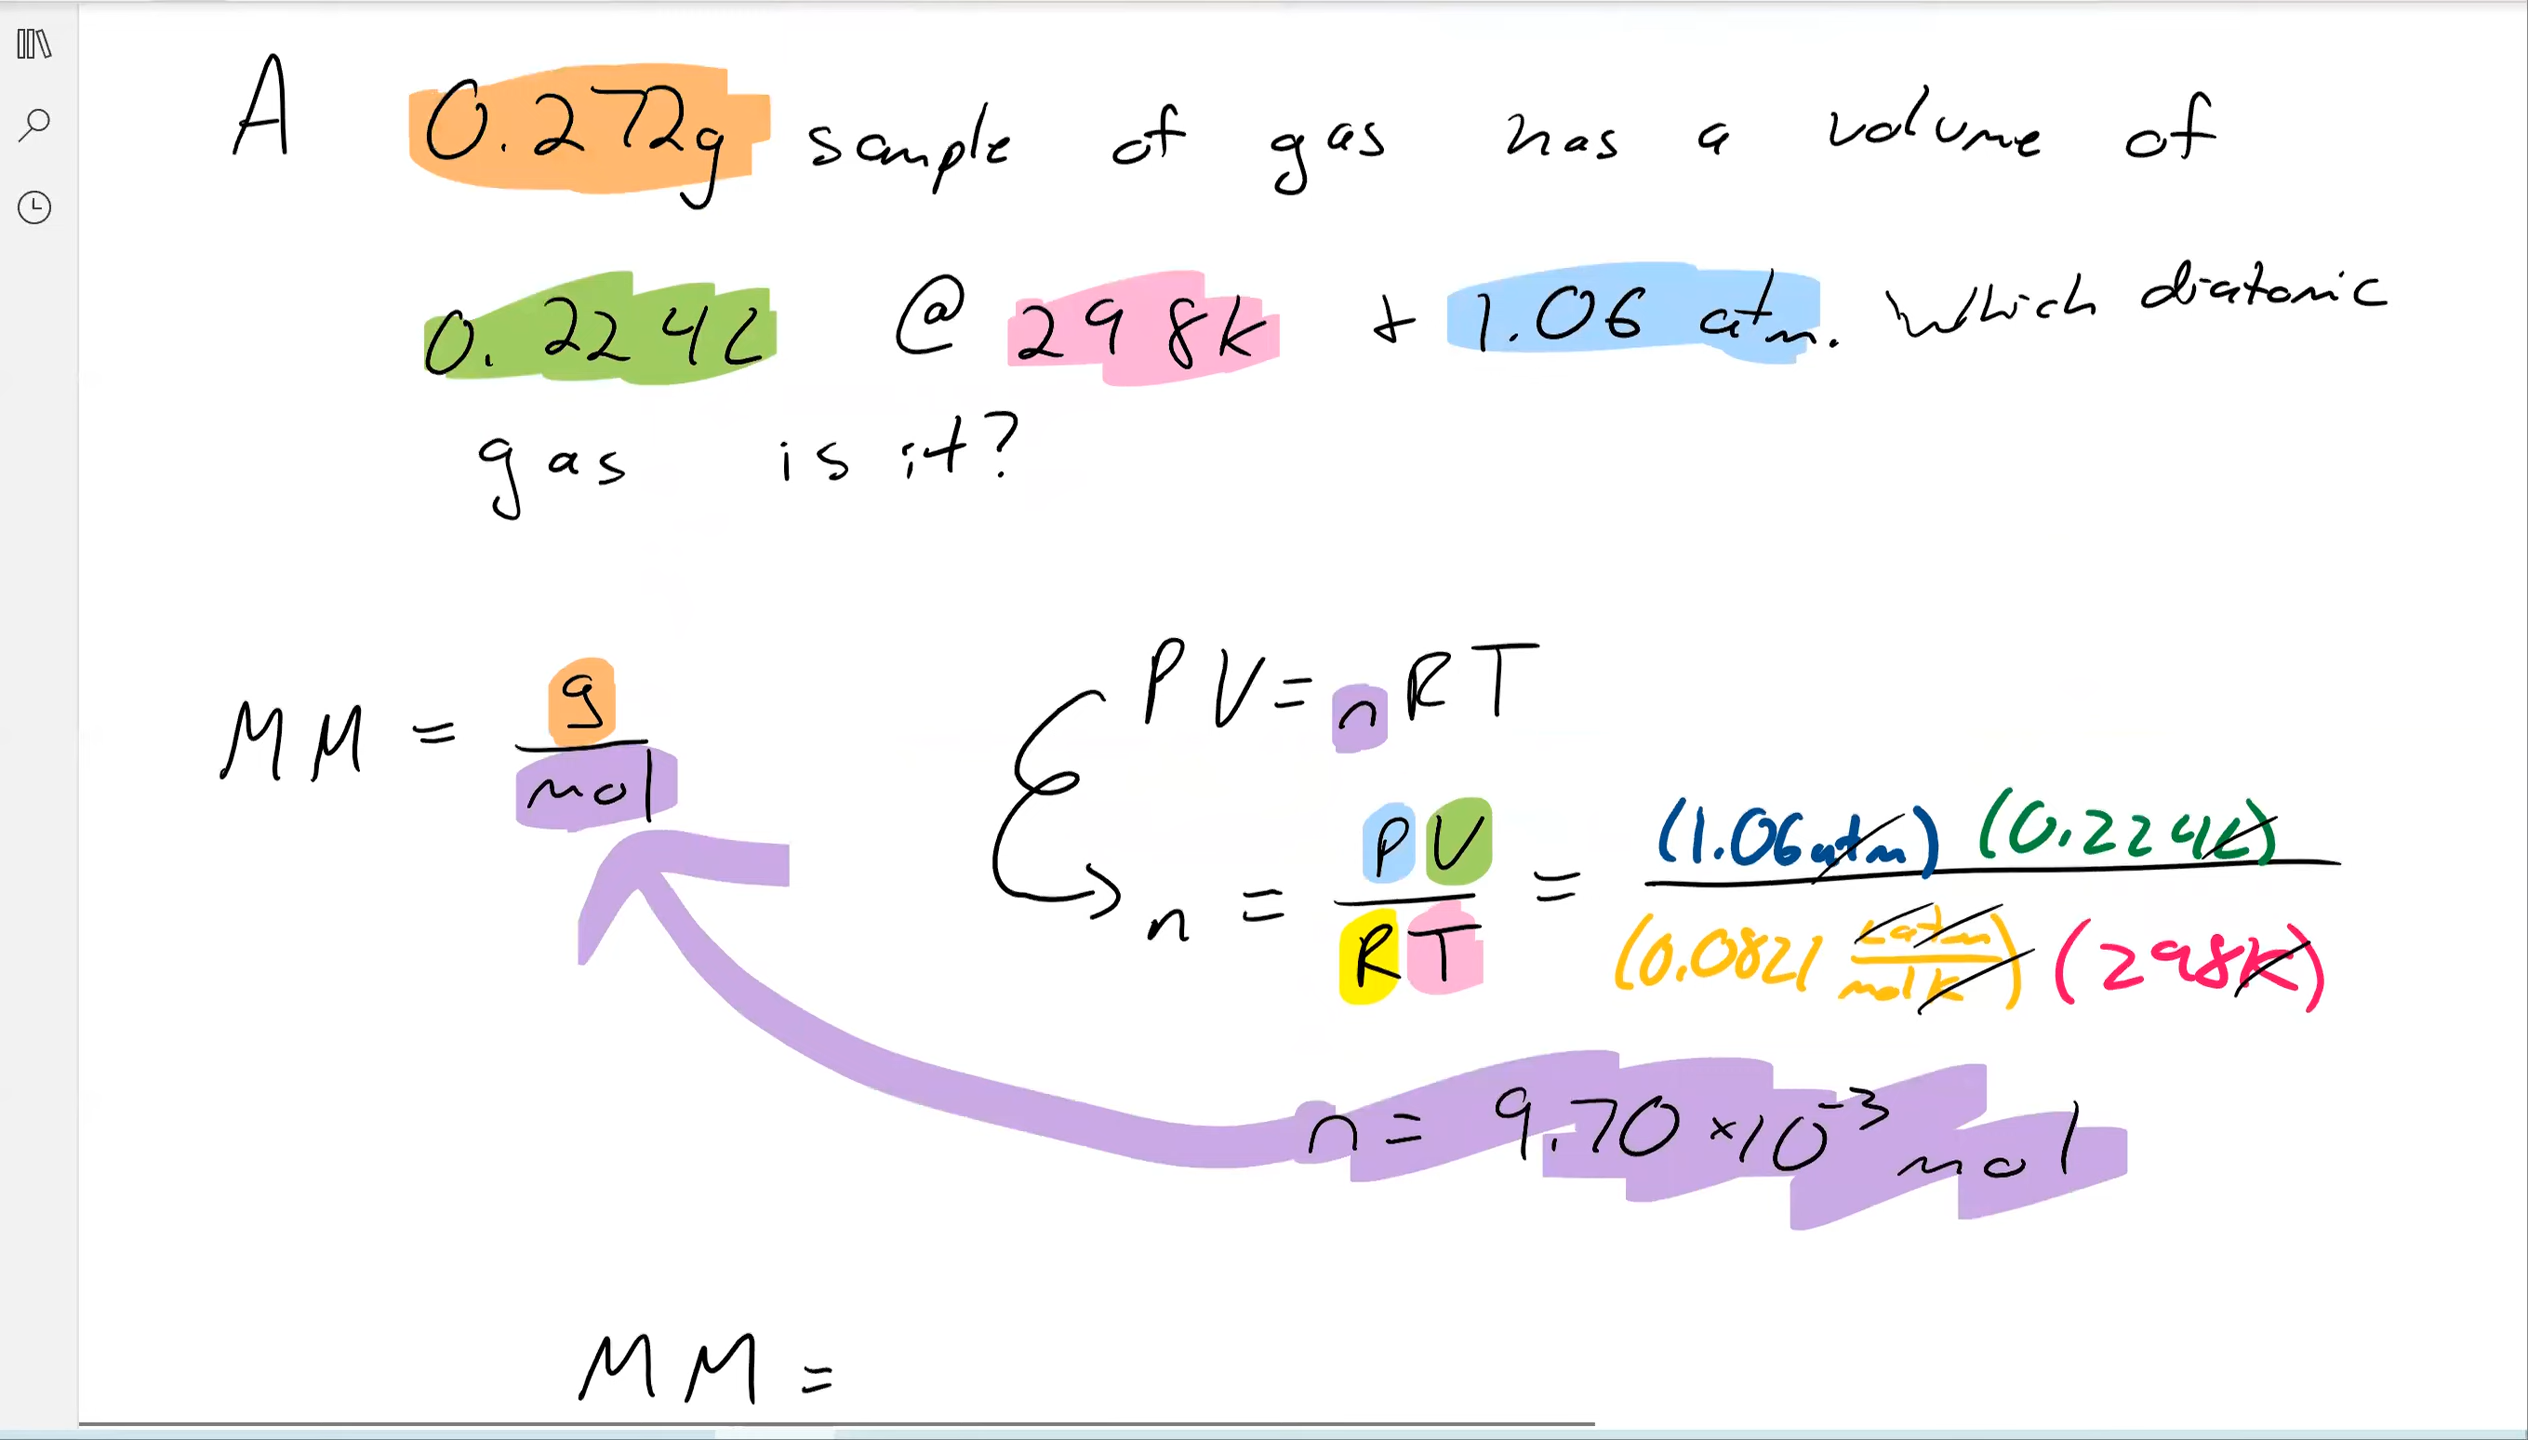 A 0.272g sample of gas has a volume of
0.224L @ 298K + 1.06 atm. Which diatomic
gas is it?
MM = g/mol
PV = nRT
n = PV/RT = (1.06atm)(0.224L)/(0.0821 Latm/molK)(298K)
n = 9.70 ×10⁻³ mol
MM =